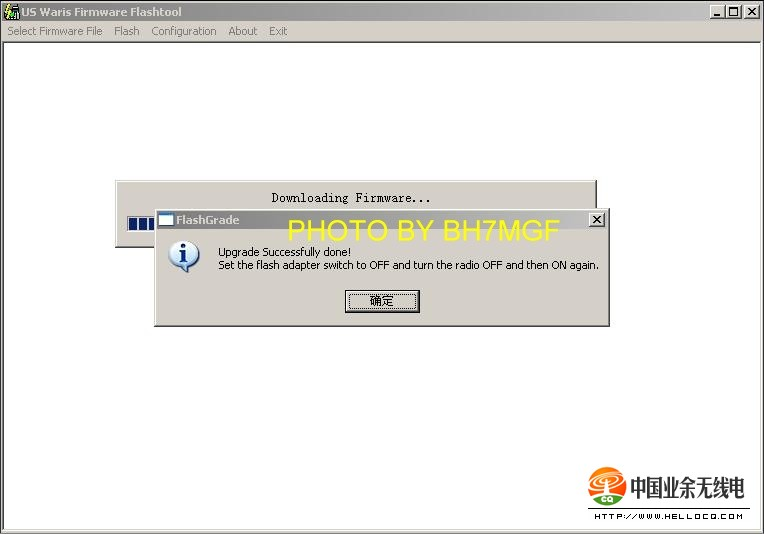 US Waris Firmware Flashtool
Select Firmware File Flash Configuration About Exit
Downloading Firmware...
FlashGrade
PHOTO BY BH7MGF
Upgrade Successfully done!
Set the flash adapter switch to OFF and turn the radio OFF and then ON again.
确定
中国业余无线电
CQ
HTTP://WWW.HELLOCQ.COM